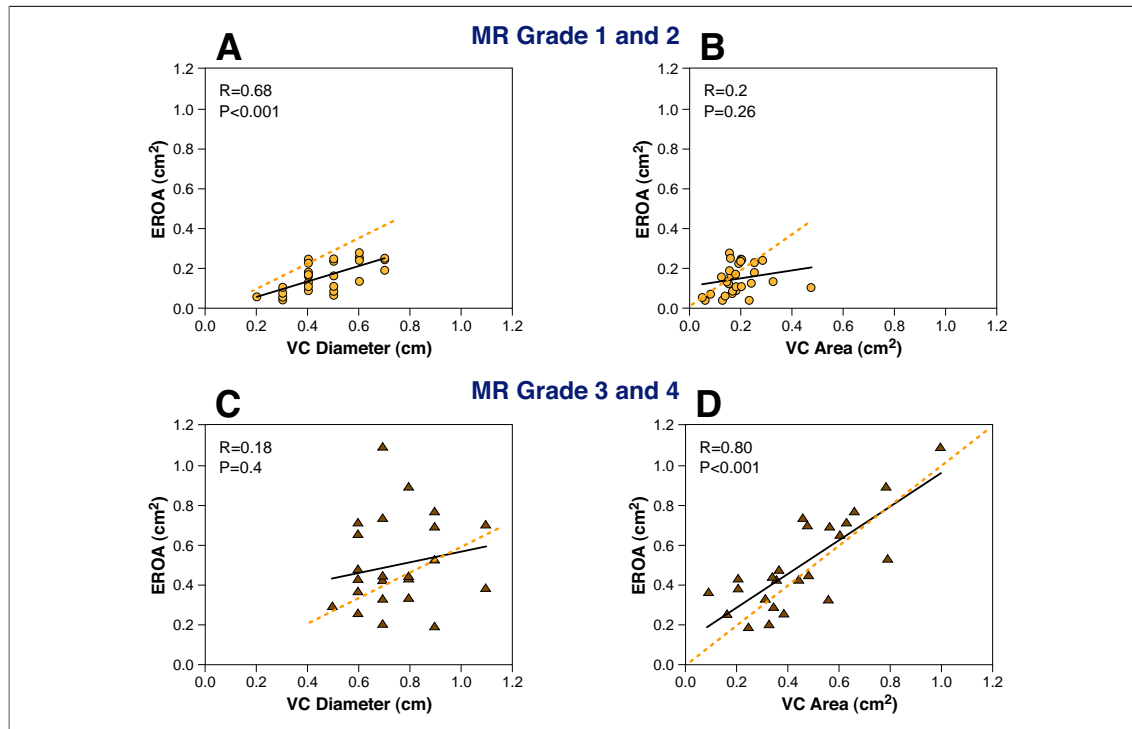 MR Grade 1 and 2
A
B
R=0.68
P<0.001
R=0.2
P=0.26
EROA (cm²)
1.2
1.0
0.8
0.6
0.4
0.2
0.0
0.0 0.2 0.4 0.6 0.8 1.0 1.2
VC Diameter (cm)
EROA (cm²)
1.2
1.0
0.8
0.6
0.4
0.2
0.0
0.0 0.2 0.4 0.6 0.8 1.0 1.2
VC Area (cm²)
MR Grade 3 and 4
C
D
R=0.18
P=0.4
R=0.80
P<0.001
EROA (cm²)
1.2
1.0
0.8
0.6
0.4
0.2
0.0
0.0 0.2 0.4 0.6 0.8 1.0 1.2
VC Diameter (cm)
EROA (cm²)
1.2
1.0
0.8
0.6
0.4
0.2
0.0
0.0 0.2 0.4 0.6 0.8 1.0 1.2
VC Area (cm²)